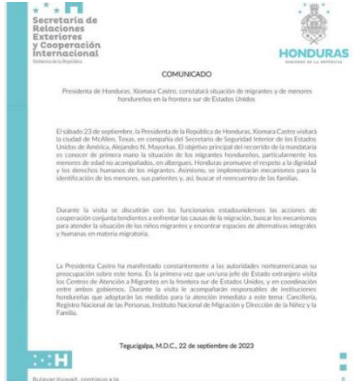 Secretaría de
Relaciones
Exteriores
y Cooperación
Internacional
Gobierno de la República
HONDURAS
GOBIERNO DE LA REPÚBLICA
COMUNICADO
Presidenta de Honduras, Xiomara Castro, constatará situación de migrantes y de menores
hondureños en la frontera sur de Estados Unidos
El sábado 23 de septiembre, la Presidenta de la República de Honduras, Xiomara Castro visitará
la ciudad de McAllen, Texas, en compañía del Secretario de Seguridad Interior de los Estados
Unidos de América, Alejandro N. Mayorkas. El objetivo principal del recorrido de la mandataria
es conocer de primera mano la situación de los migrantes hondureños, particularmente los
menores de edad no acompañados, en albergues. Honduras promueve el respeto a la dignidad
y los derechos humanos de los migrantes. Asimismo, se implementarán mecanismos para la
identificación de los menores, sus parientes y, así, buscar el reencuentro de las familias.
Durante la visita se discutirán con los funcionarios estadounidenses las acciones de
cooperación conjunta tendientes a enfrentar las causas de la migración, buscar los mecanismos
para atender la situación de los niños migrantes y encontrar espacios de alternativas integrales
y humanas en materia migratoria.
La Presidenta Castro ha manifestado constantemente a las autoridades norteamericanas su
preocupación sobre este tema. Es la primera vez que un/una jefe de Estado extranjero visita
los Centros de Atención a Migrantes en la frontera sur de Estados Unidos, y en coordinación
entre ambos gobiernos. Durante la visita le acompañarán responsables de instituciones
hondureñas que adoptarán las medidas para la atención inmediata a este tema: Cancillería,
Registro Nacional de las Personas, Instituto Nacional de Migración y Dirección de la Niñez y la
Familia.
Tegucigalpa, M.D.C., 22 de septiembre de 2023
H
Bulevar Kuwait, contiguo a la